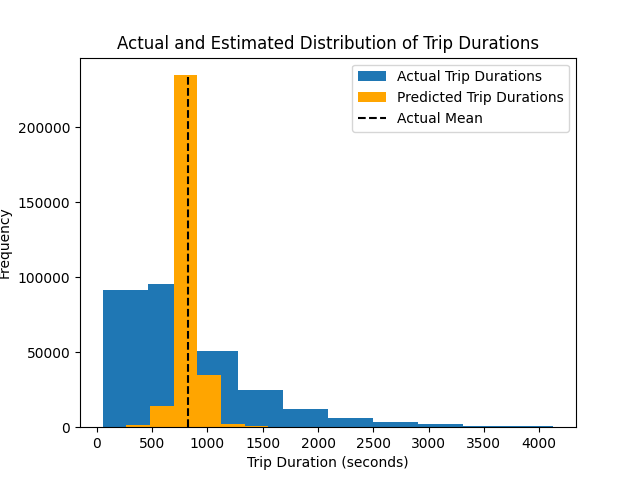 Actual and Estimated Distribution of Trip Durations
Actual Trip Durations
Predicted Trip Durations
Actual Mean
200000
150000
100000
50000
0
Frequency
0 500 1000 1500 2000 2500 3000 3500 4000
Trip Duration (seconds)